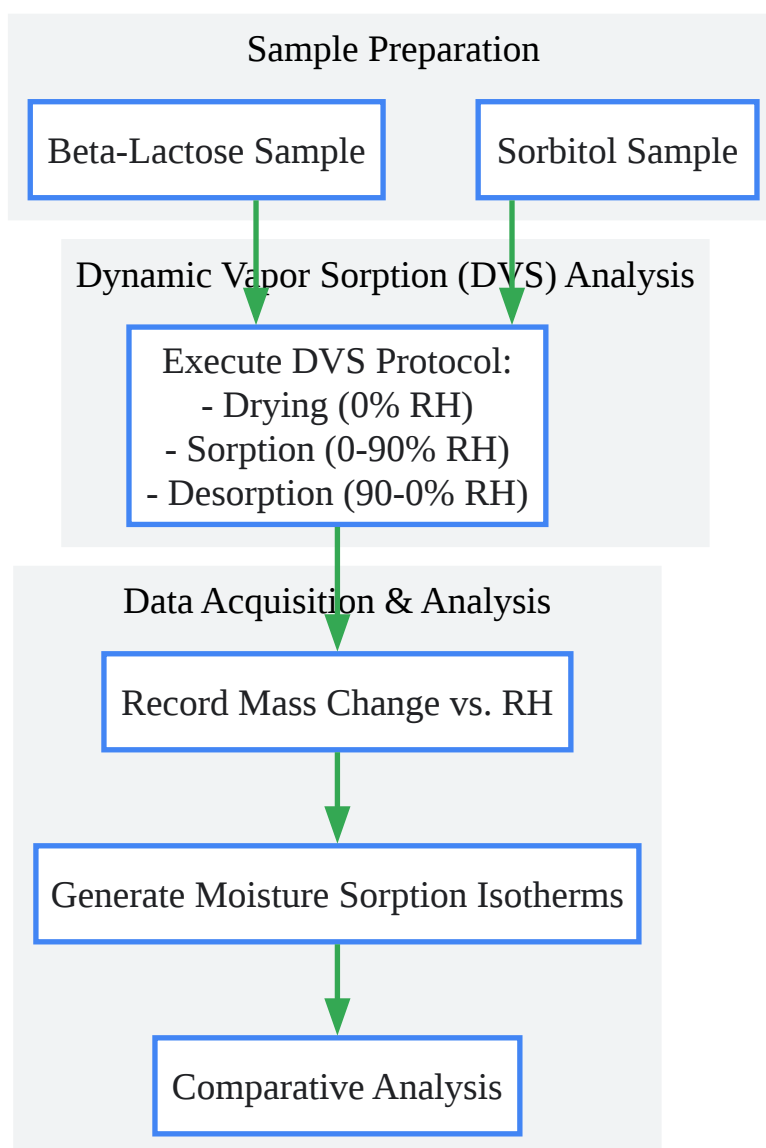 Sample Preparation
Beta-Lactose Sample
Sorbitol Sample
Dynamic Vapor Sorption (DVS) Analysis
Execute DVS Protocol:
- Drying (0% RH)
- Sorption (0-90% RH)
- Desorption (90-0% RH)
Data Acquisition & Analysis
Record Mass Change vs. RH
Generate Moisture Sorption Isotherms
Comparative Analysis